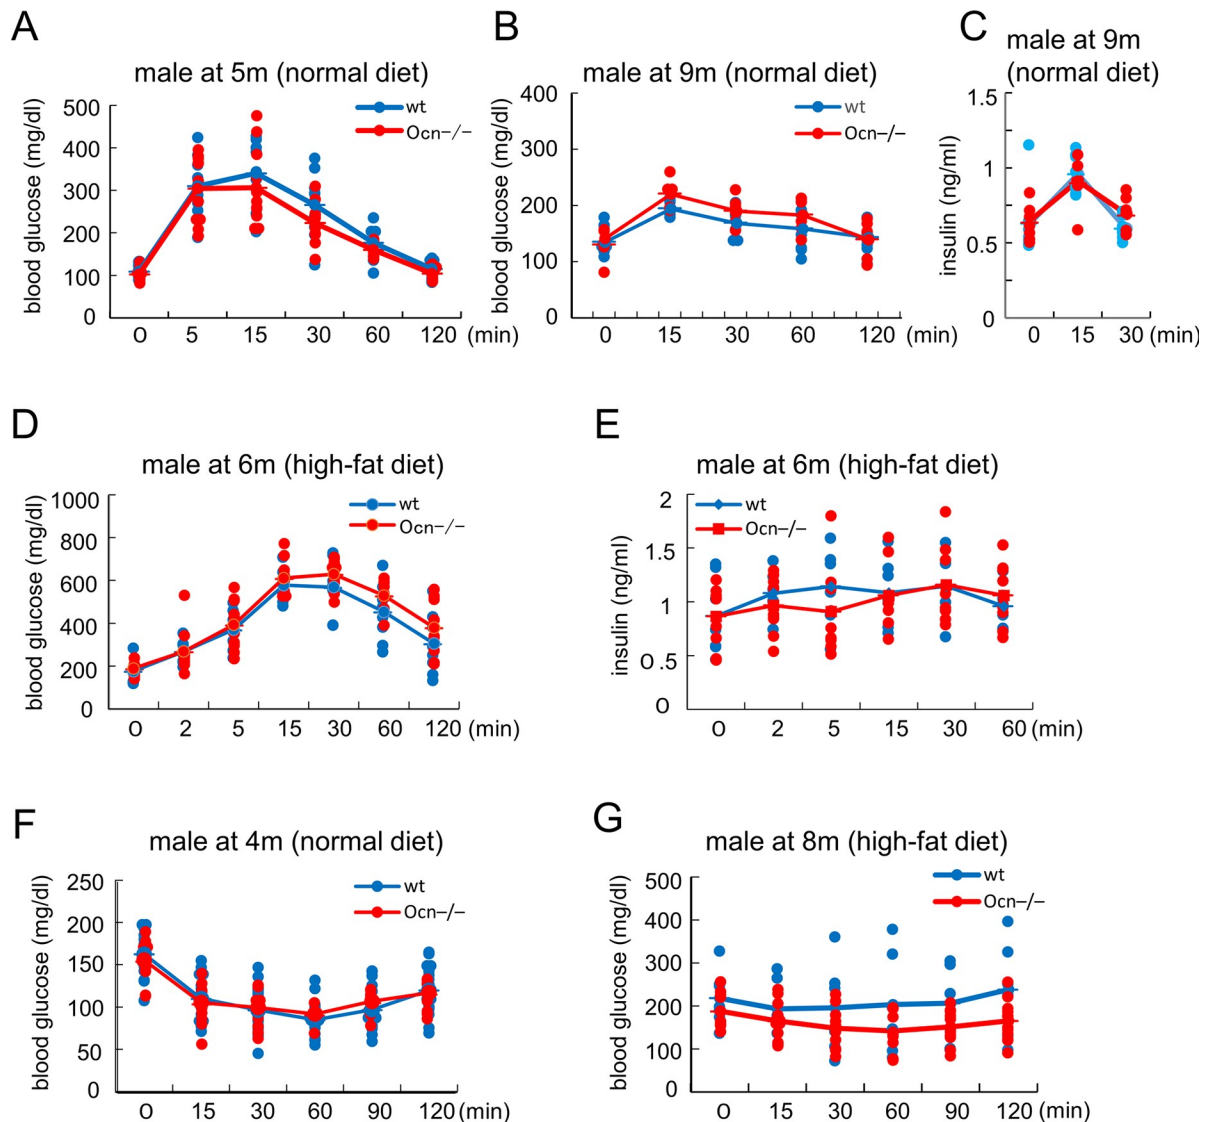 A
male at 5m (normal diet)
blood glucose (mg/dl)
500
400
300
200
100
0
wt
Ocn−/−
0 5 15 30 60 120 (min)
B
male at 9m (normal diet)
blood glucose (mg/dl)
400
300
200
100
0
wt
Ocn−/−
0 15 30 60 120 (min)
C
male at 9m
(normal diet)
insulin (ng/ml)
1.5
1
0.5
0
0 15 30 (min)
D
male at 6m (high-fat diet)
blood glucose (mg/dl)
1000
800
600
400
200
0
wt
Ocn−/−
0 2 5 15 30 60 120 (min)
E
male at 6m (high-fat diet)
insulin (ng/ml)
2
1.5
1
0.5
0
wt
Ocn−/−
0 2 5 15 30 60 (min)
F
male at 4m (normal diet)
blood glucose (mg/dl)
250
200
150
100
50
0
wt
Ocn−/−
0 15 30 60 90 120 (min)
G
male at 8m (high-fat diet)
blood glucose (mg/dl)
500
400
300
200
100
0
wt
Ocn−/−
0 15 30 60 90 120 (min)